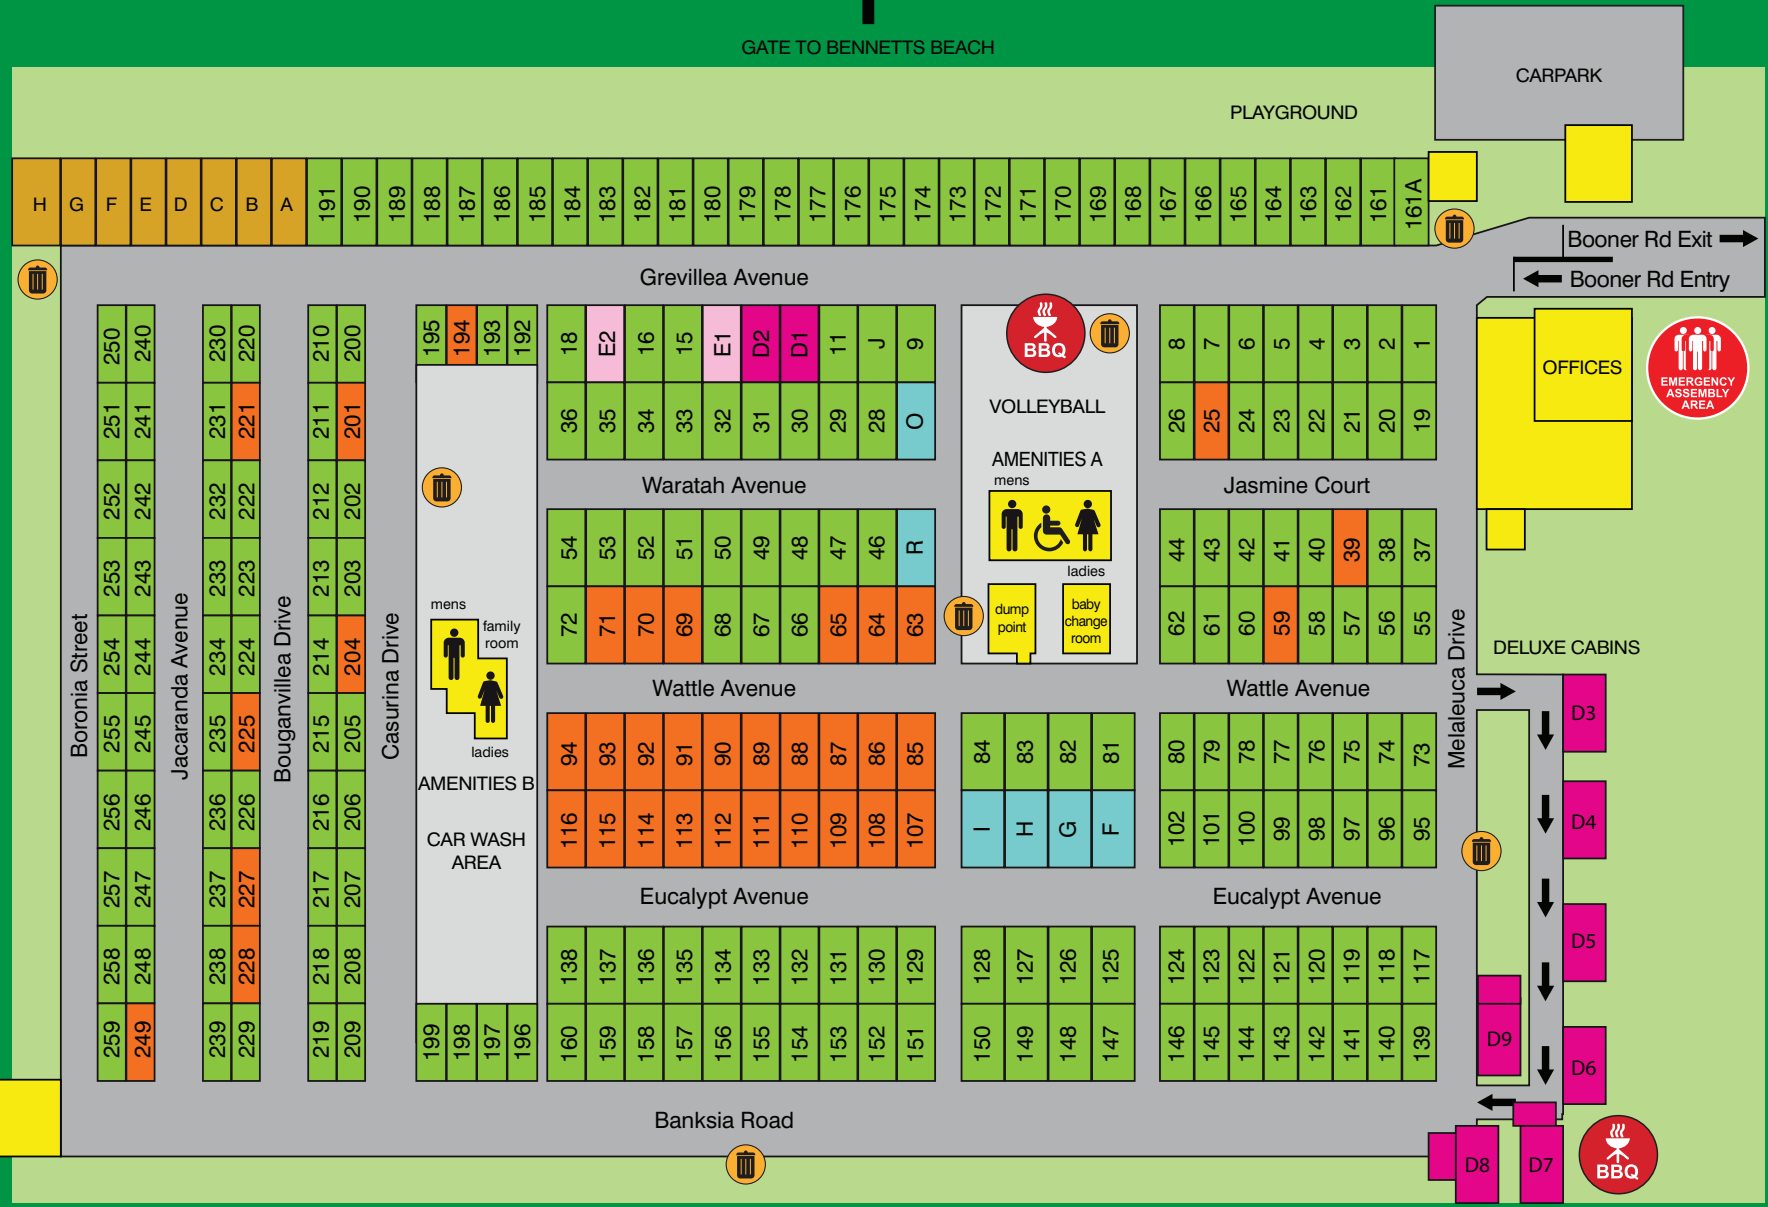 GATE TO BENNETTS BEACH
CARPARK
PLAYGROUND
H G F E D C B A 191 190 189 188 187 186 185 184 183 182 181 180 179 178 177 176 175 174 173 172 171 170 169 168 167 166 165 164 163 162 161 161A
Booner Rd Exit
Booner Rd Entry
Grevillea Avenue
250 240 230 220 210 200
251 241 231 221 211 201
252 242 232 222 212 202
253 243 233 223 213 203
254 244 234 224 214 204
255 245 235 225 215 205
256 246 236 226 216 206
257 247 237 227 217 207
258 248 238 228 218 208
259 249 239 229 219 209
Boronia Street
Jacaranda Avenue
Bouganvillea Drive
Casurina Drive
195 194 193 192
mens
family
room
ladies
AMENITIES B
CAR WASH
AREA
199 198 197 196
18 E2 16 15 E1 D2 D1 11 J 9
36 35 34 33 32 31 30 29 28 O
Waratah Avenue
54 53 52 51 50 49 48 47 46 R
72 71 70 69 68 67 66 65 64 63
Wattle Avenue
94 93 92 91 90 89 88 87 86 85
116 115 114 113 112 111 110 109 108 107
Eucalypt Avenue
138 137 136 135 134 133 132 131 130 129
160 159 158 157 156 155 154 153 152 151
Banksia Road
BBQ
VOLLEYBALL
AMENITIES A
mens
ladies
dump
point
baby
change
room
84 83 82 81
I H G F
128 127 126 125
150 149 148 147
8 7 6 5 4 3 2 1
26 25 24 23 22 21 20 19
Jasmine Court
44 43 42 41 40 39 38 37
62 61 60 59 58 57 56 55
Wattle Avenue
80 79 78 77 76 75 74 73
102 101 100 99 98 97 96 95
Eucalypt Avenue
124 123 122 121 120 119 118 117
146 145 144 143 142 141 140 139
Melaleuca Drive
OFFICES
EMERGENCY
ASSEMBLY
AREA
DELUXE CABINS
D3
D4
D5
D9
D6
D8
D7
BBQ